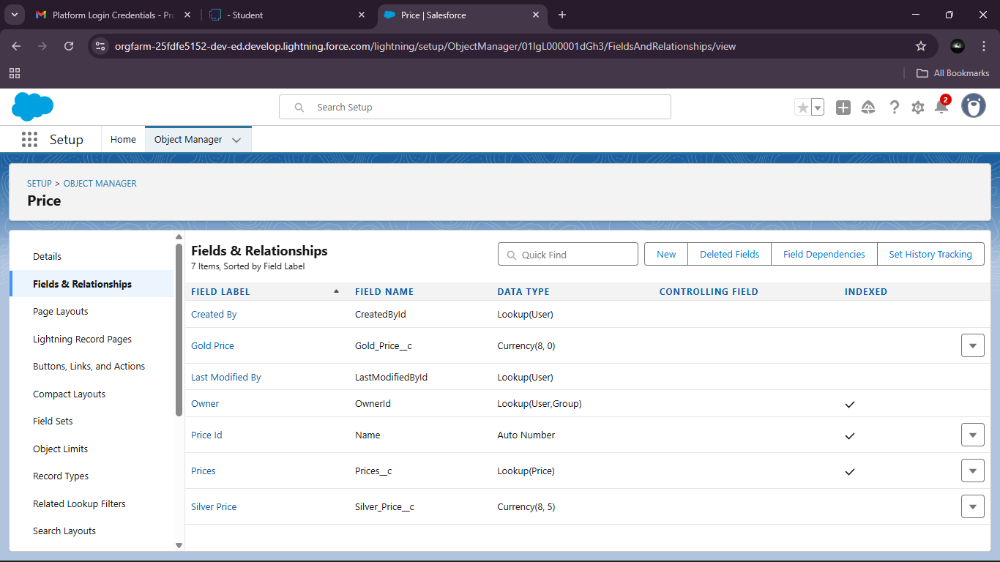 Platform Login Credentials - Pro
- Student
Price | Salesforce
orgfarm-25fdfe5152-dev-ed.develop.lightning.force.com/lightning/setup/ObjectManager/01IgL000001dGh3/FieldsAndRelationships/view
All Bookmarks
Search Setup
2
Setup
Home
Object Manager
SETUP > OBJECT MANAGER
Price
Details
Fields & Relationships
Page Layouts
Lightning Record Pages
Buttons, Links, and Actions
Compact Layouts
Field Sets
Object Limits
Record Types
Related Lookup Filters
Search Layouts
Fields & Relationships
7 Items, Sorted by Field Label
Quick Find
New
Deleted Fields
Field Dependencies
Set History Tracking
FIELD LABEL FIELD NAME DATA TYPE CONTROLLING FIELD INDEXED
Created By CreatedById Lookup(User)
Gold Price Gold_Price__c Currency(8, 0)
Last Modified By LastModifiedById Lookup(User)
Owner OwnerId Lookup(User,Group)
Price Id Name Auto Number
Prices Prices__c Lookup(Price)
Silver Price Silver_Price__c Currency(8, 5)